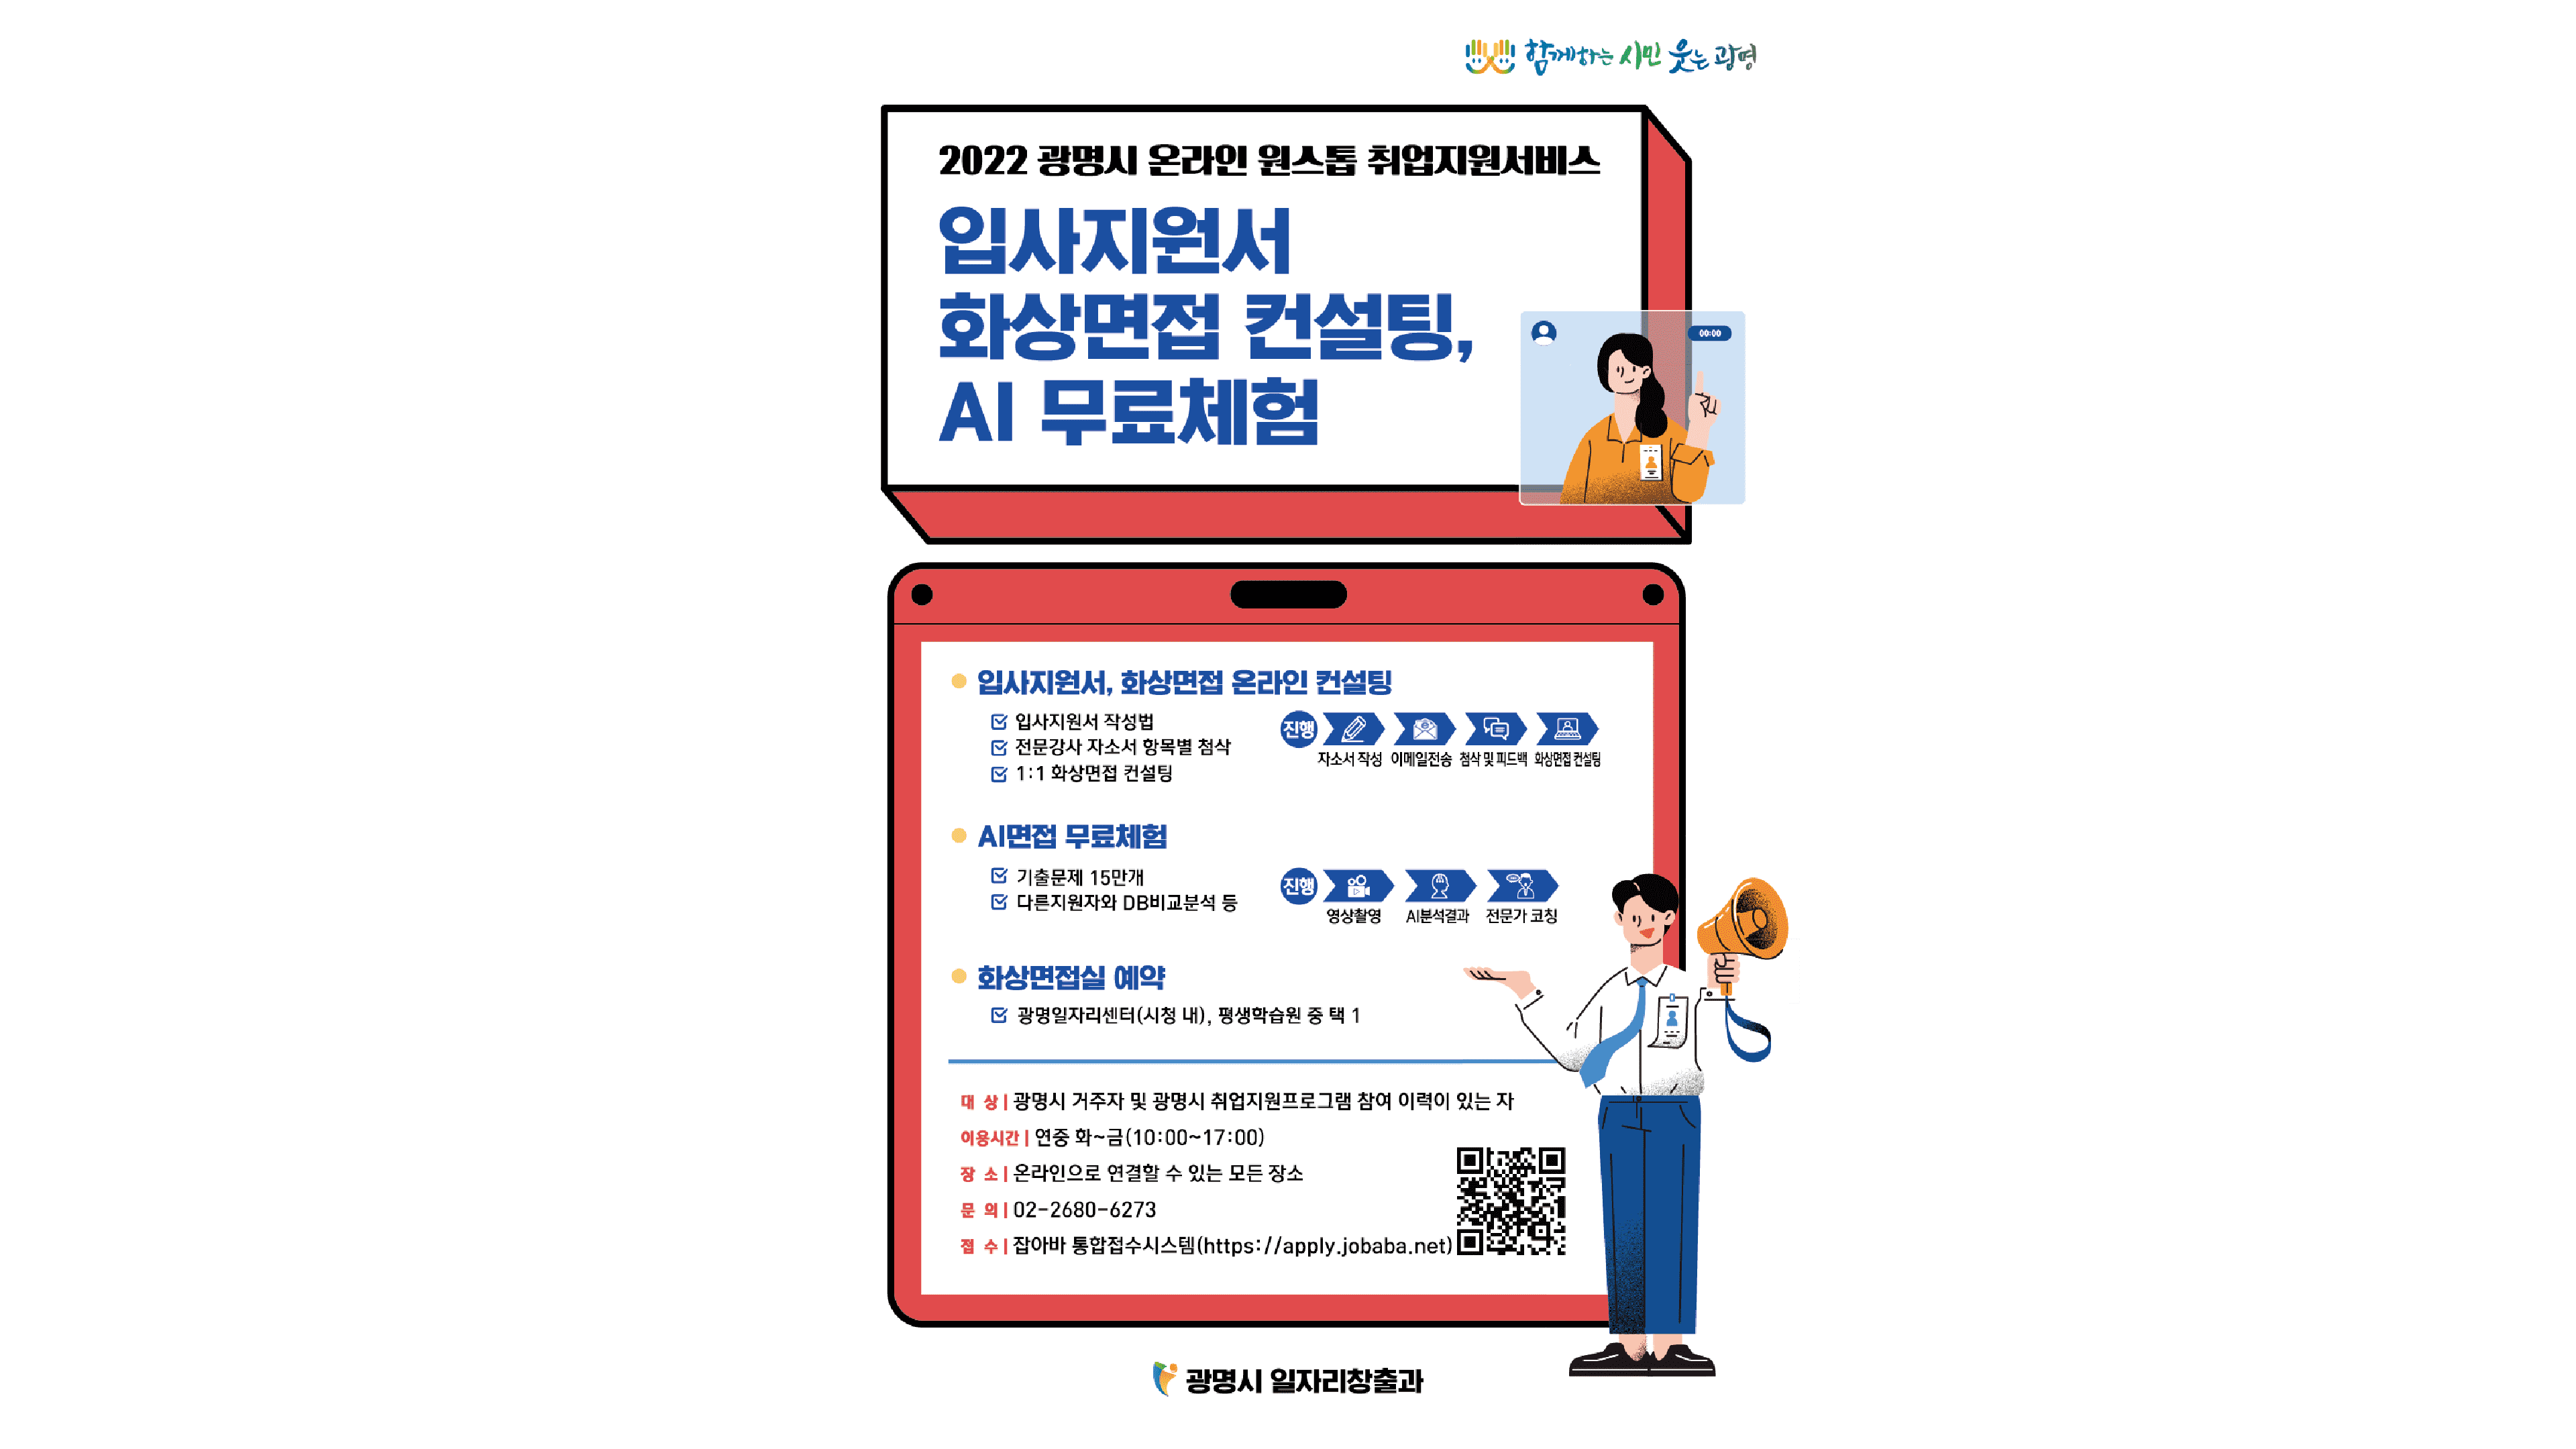 함께하는 시민 웃는 광명
2022 광명시 온라인 원스톱 취업지원서비스
입사지원서
화상면접 컨설팅,
AI 무료체험
00:00
입사지원서, 화상면접 온라인 컨설팅
입사지원서 작성법
전문강사 자소서 항목별 첨삭
1:1 화상면접 컨설팅
진행
자소서 작성 이메일전송 첨삭 및 피드백 화상면접 컨설팅
AI면접 무료체험
기출문제 15만개
다른지원자와 DB비교분석 등
진행
영상촬영 AI분석결과 전문가 코칭
화상면접실 예약
광명일자리센터(시청 내), 평생학습원 중 택 1
대 상 | 광명시 거주자 및 광명시 취업지원프로그램 참여 이력이 있는 자
이용시간 | 연중 화~금(10:00~17:00)
장 소 | 온라인으로 연결할 수 있는 모든 장소
문 의 | 02-2680-6273
접 수 | 잡아바 통합접수시스템(https://apply.jobaba.net)
광명시 일자리창출과